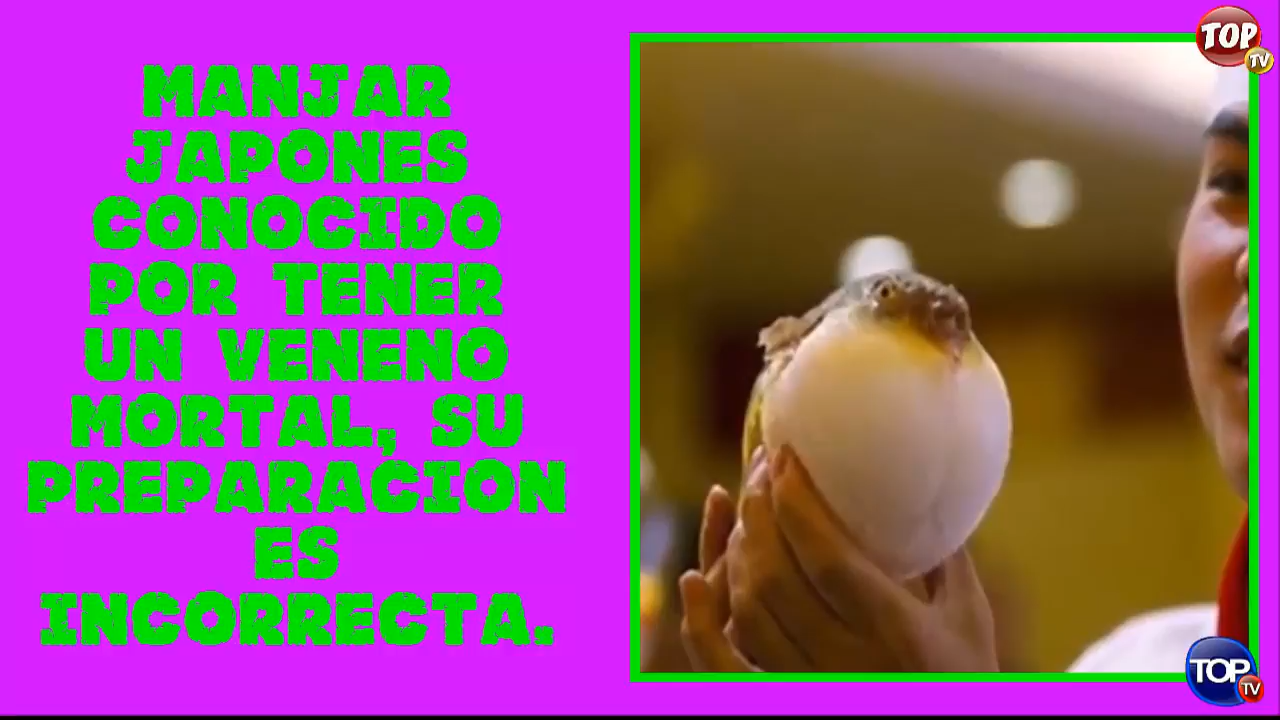 MANJAR
JAPONES
CONOCIDO
POR TENER
UN VENENO
MORTAL, SU
PREPARACION
ES
INCORRECTA.
TOP
TV
TOP
TV